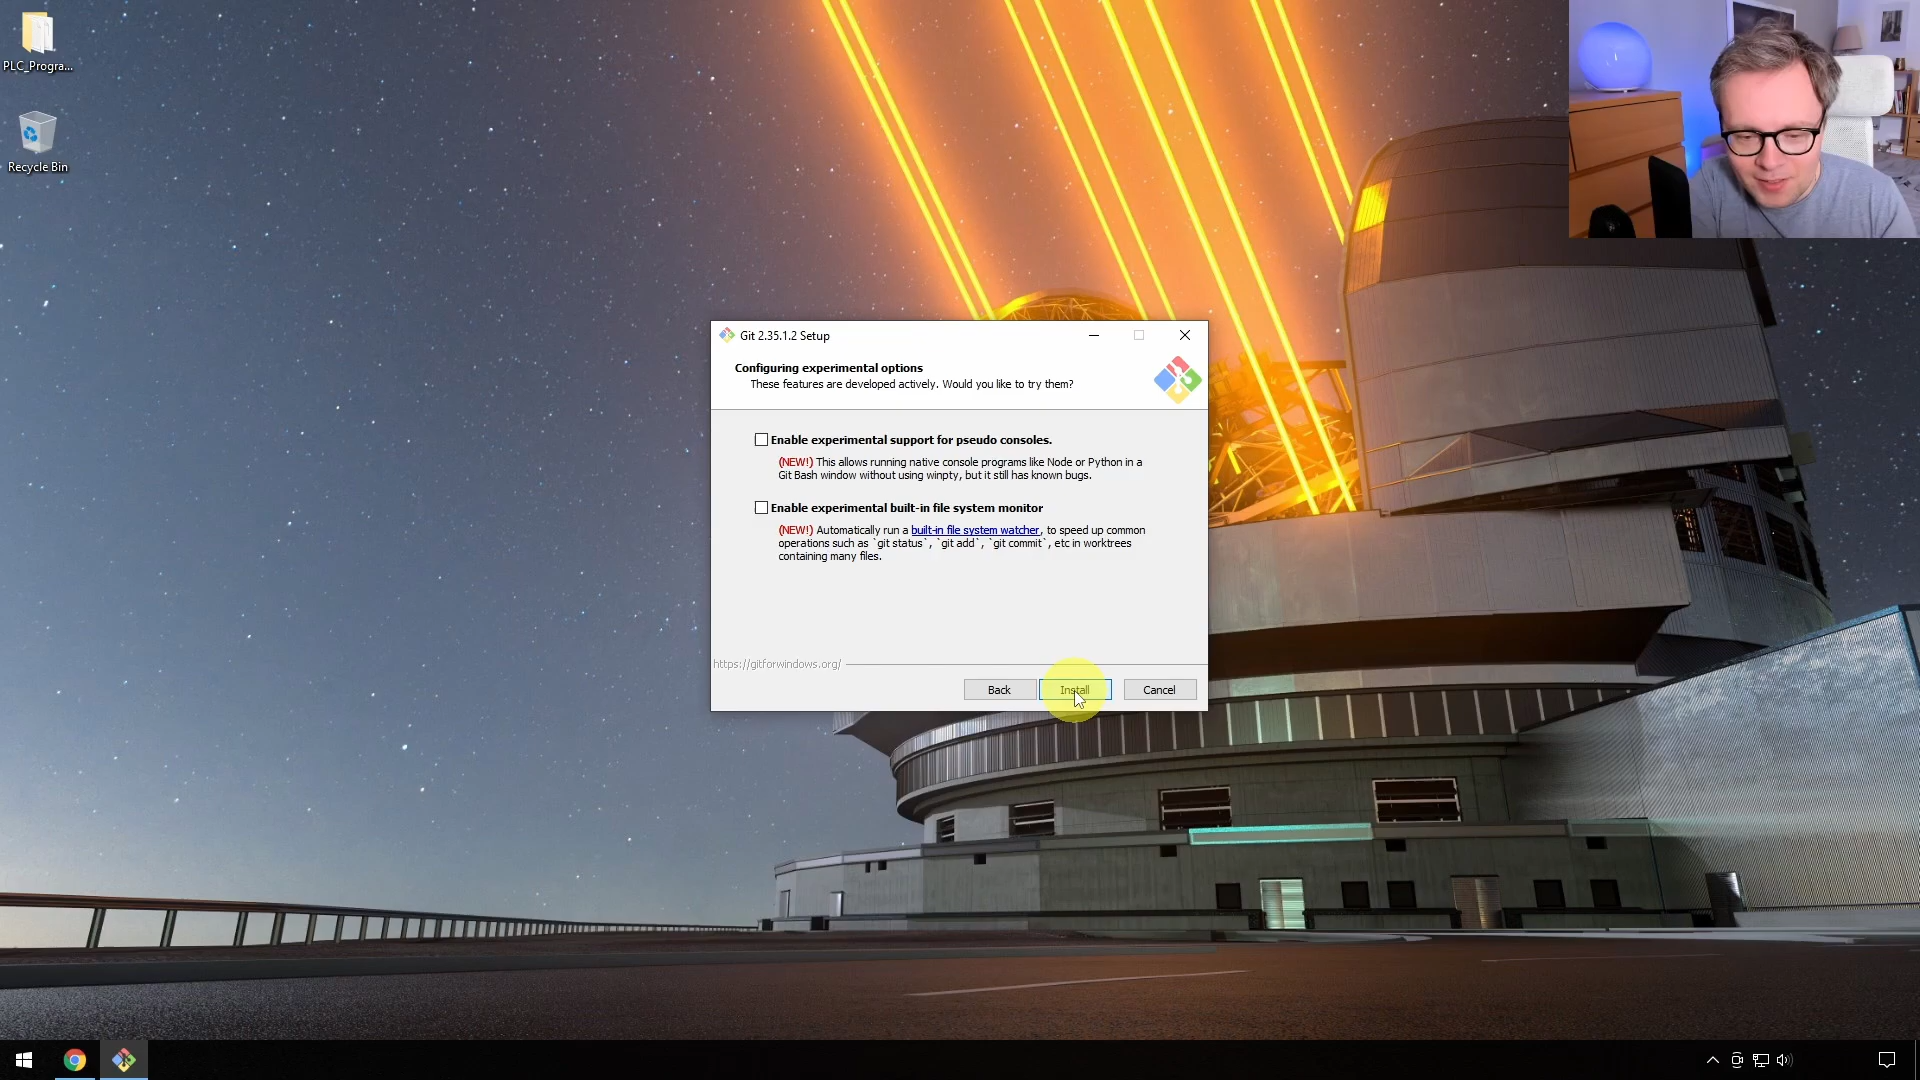 PLC_Progra...
Recycle Bin
Git 2.35.1.2 Setup
Configuring experimental options
These features are developed actively. Would you like to try them?
Enable experimental support for pseudo consoles.
(NEW!) This allows running native console programs like Node or Python in a
Git Bash window without using winpty, but it still has known bugs.
Enable experimental built-in file system monitor
(NEW!) Automatically run a built-in file system watcher, to speed up common
operations such as `git status`, `git add`, `git commit`, etc in worktrees
containing many files.
https://gitforwindows.org/
Back
Install
Cancel